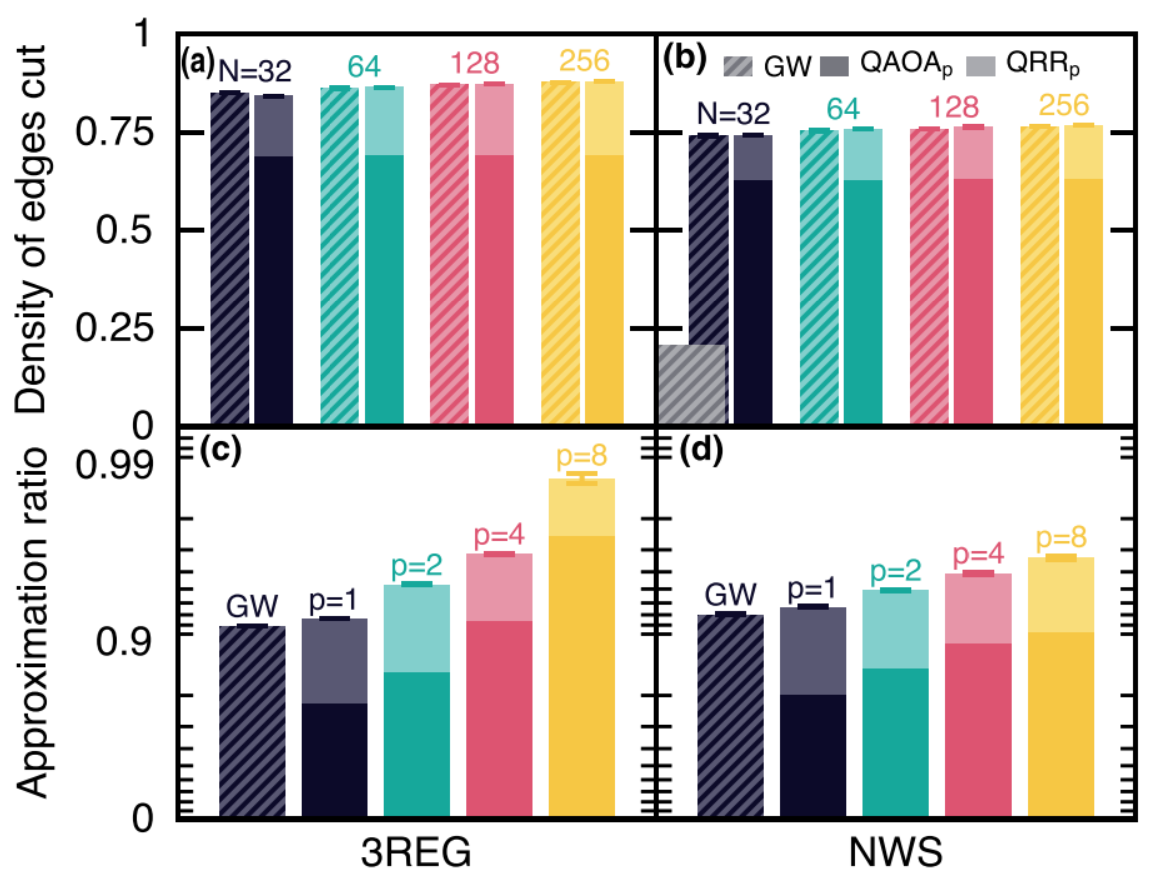 Density of edges cut
1
0.75
0.5
0.25
0
(a)
N=32
64
128
256
(b)
GW
QAOAp
QRRp
N=32
64
128
256
Approximation ratio
0.99
0.9
0
(c)
GW
p=1
p=2
p=4
p=8
(d)
GW
p=1
p=2
p=4
p=8
3REG
NWS